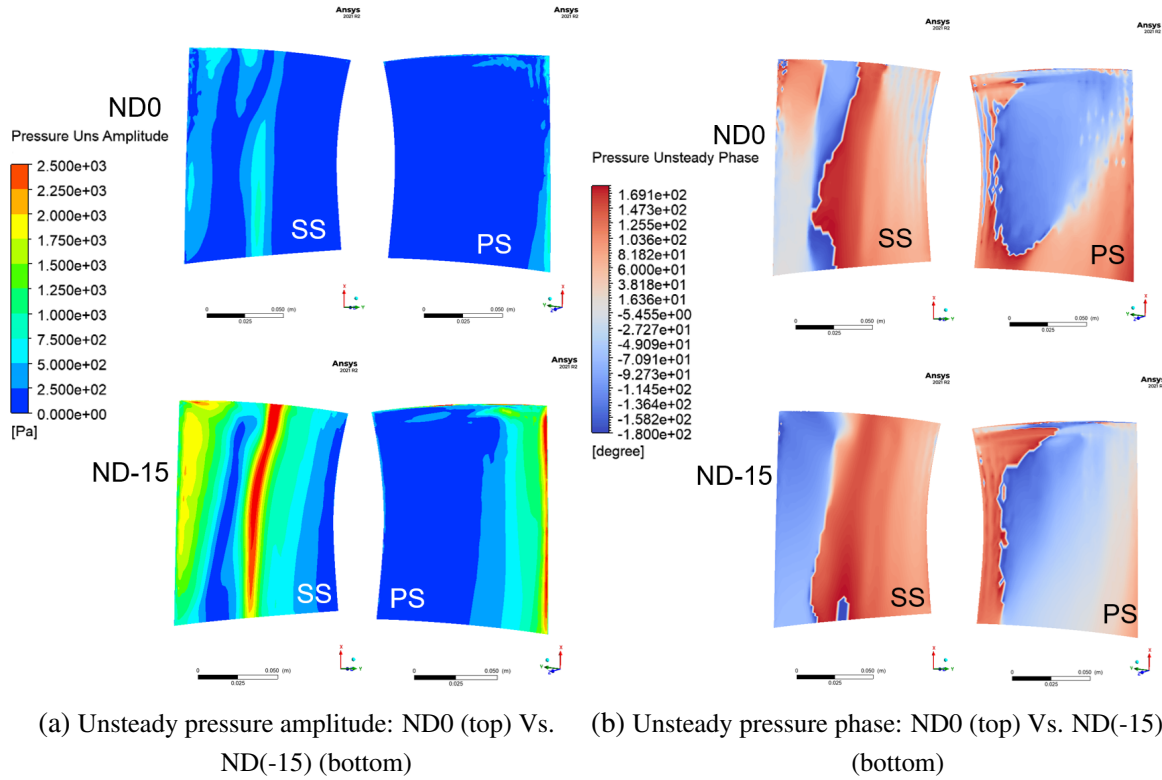 Ansys
2021 R2
Ansys
2021 R2
ND0
Pressure Uns Amplitude
2.500e+03
2.250e+03
2.000e+03
1.750e+03
1.500e+03
1.250e+03
1.000e+03
7.500e+02
5.000e+02
2.500e+02
0.000e+00
[Pa]
SS
PS
0 0.050 (m)
0.025
X
Y
0 0.050 (m)
0.025
X
Y
Z
Ansys
2021 R2
Ansys
2021 R2
ND-15
SS
PS
0 0.050 (m)
0.025
X
Y
0 0.050 (m)
0.025
X
Y
Z
(a) Unsteady pressure amplitude: ND0 (top) Vs.
ND(-15) (bottom)
Ansys
2021 R2
Ansys
2021 R2
ND0
Pressure Unsteady Phase
1.691e+02
1.473e+02
1.255e+02
1.036e+02
8.182e+01
6.000e+01
3.818e+01
1.636e+01
-5.455e+00
-2.727e+01
-4.909e+01
-7.091e+01
-9.273e+01
-1.145e+02
-1.364e+02
-1.582e+02
-1.800e+02
[degree]
SS
PS
0 0.050 (m)
0.025
X
Y
0 0.050 (m)
0.025
X
Y
Z
Ansys
2021 R2
Ansys
2021 R2
ND-15
SS
PS
0 0.050 (m)
0.025
X
Y
0 0.050 (m)
0.025
X
Y
Z
(b) Unsteady pressure phase: ND0 (top) Vs. ND(-15)
(bottom)